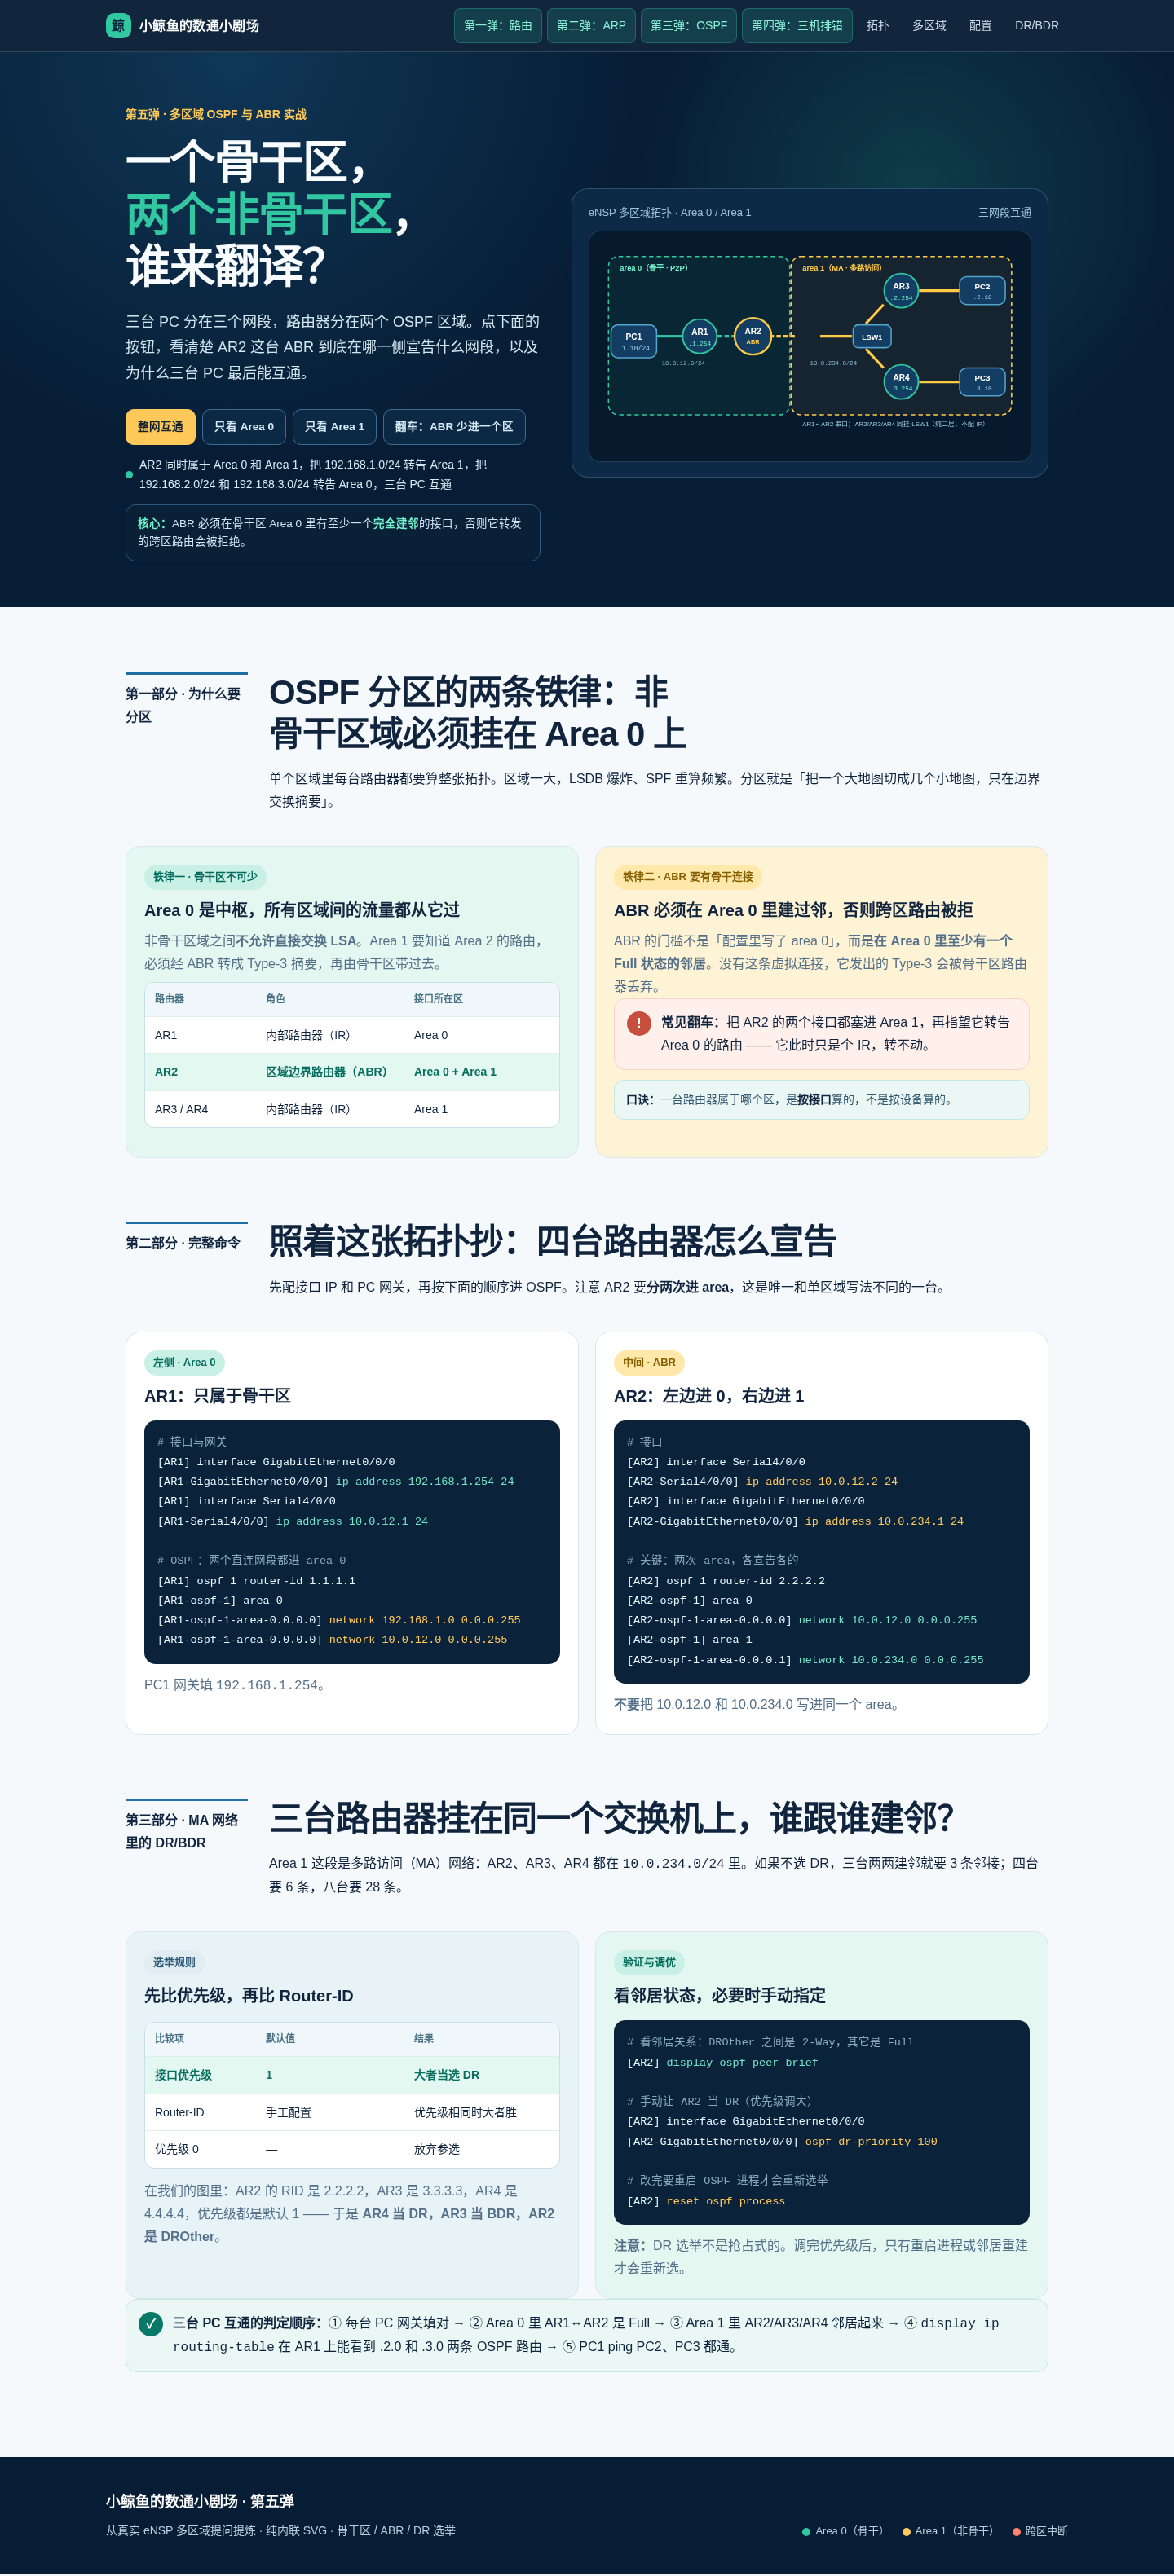 鲸 小鲸鱼的数通小剧场
第一弹：路由 第二弹：ARP 第三弹：OSPF 第四弹：三机排错 拓扑 多区域 配置 DR/BDR
第五弹 · 多区域 OSPF 与 ABR 实战
一个骨干区，
两个非骨干区，
谁来翻译？
三台 PC 分在三个网段，路由器分在两个 OSPF 区域。点下面的
按钮，看清楚 AR2 这台 ABR 到底在哪一侧宣告什么网段，以及
为什么三台 PC 最后能互通。
整网互通 只看 Area 0 只看 Area 1 翻车：ABR 少进一个区
AR2 同时属于 Area 0 和 Area 1，把 192.168.1.0/24 转告 Area 1，把
192.168.2.0/24 和 192.168.3.0/24 转告 Area 0，三台 PC 互通
核心：ABR 必须在骨干区 Area 0 里有至少一个完全建邻的接口，否则它转发
的跨区路由会被拒绝。
eNSP 多区域拓扑 · Area 0 / Area 1 三网段互通
area 0（骨干 · P2P） area 1（MA · 多路访问）
PC1
.1.10/24
AR1
.1.254
AR2
ABR
10.0.12.0/24
LSW1
10.0.234.0/24
AR3
.2.254
PC2
.2.10
AR4
.3.254
PC3
.3.10
AR1↔AR2 串口；AR2/AR3/AR4 同挂 LSW1（纯二层，不配 IP）
第一部分 · 为什么要
分区
OSPF 分区的两条铁律：非
骨干区域必须挂在 Area 0 上
单个区域里每台路由器都要算整张拓扑。区域一大，LSDB 爆炸、SPF 重算频繁。分区就是「把一个大地图切成几个小地图，只在边界
交换摘要」。
铁律一 · 骨干区不可少
Area 0 是中枢，所有区域间的流量都从它过
非骨干区域之间不允许直接交换 LSA。Area 1 要知道 Area 2 的路由，
必须经 ABR 转成 Type-3 摘要，再由骨干区带过去。
路由器 角色 接口所在区
AR1 内部路由器（IR） Area 0
AR2 区域边界路由器（ABR） Area 0 + Area 1
AR3 / AR4 内部路由器（IR） Area 1
铁律二 · ABR 要有骨干连接
ABR 必须在 Area 0 里建过邻，否则跨区路由被拒
ABR 的门槛不是「配置里写了 area 0」，而是在 Area 0 里至少有一个
Full 状态的邻居。没有这条虚拟连接，它发出的 Type-3 会被骨干区路由
器丢弃。
! 常见翻车：把 AR2 的两个接口都塞进 Area 1，再指望它转告
Area 0 的路由 —— 它此时只是个 IR，转不动。
口诀：一台路由器属于哪个区，是按接口算的，不是按设备算的。
第二部分 · 完整命令
照着这张拓扑抄：四台路由器怎么宣告
先配接口 IP 和 PC 网关，再按下面的顺序进 OSPF。注意 AR2 要分两次进 area，这是唯一和单区域写法不同的一台。
左侧 · Area 0
AR1：只属于骨干区
# 接口与网关
[AR1] interface GigabitEthernet0/0/0
[AR1-GigabitEthernet0/0/0] ip address 192.168.1.254 24
[AR1] interface Serial4/0/0
[AR1-Serial4/0/0] ip address 10.0.12.1 24
# OSPF：两个直连网段都进 area 0
[AR1] ospf 1 router-id 1.1.1.1
[AR1-ospf-1] area 0
[AR1-ospf-1-area-0.0.0.0] network 192.168.1.0 0.0.0.255
[AR1-ospf-1-area-0.0.0.0] network 10.0.12.0 0.0.0.255
PC1 网关填 192.168.1.254。
中间 · ABR
AR2：左边进 0，右边进 1
# 接口
[AR2] interface Serial4/0/0
[AR2-Serial4/0/0] ip address 10.0.12.2 24
[AR2] interface GigabitEthernet0/0/0
[AR2-GigabitEthernet0/0/0] ip address 10.0.234.1 24
# 关键：两次 area，各宣告各的
[AR2] ospf 1 router-id 2.2.2.2
[AR2-ospf-1] area 0
[AR2-ospf-1-area-0.0.0.0] network 10.0.12.0 0.0.0.255
[AR2-ospf-1] area 1
[AR2-ospf-1-area-0.0.0.1] network 10.0.234.0 0.0.0.255
不要把 10.0.12.0 和 10.0.234.0 写进同一个 area。
第三部分 · MA 网络
里的 DR/BDR
三台路由器挂在同一个交换机上，谁跟谁建邻？
Area 1 这段是多路访问（MA）网络：AR2、AR3、AR4 都在 10.0.234.0/24 里。如果不选 DR，三台两两建邻就要 3 条邻接；四台
要 6 条，八台要 28 条。
选举规则
先比优先级，再比 Router-ID
比较项 默认值 结果
接口优先级 1 大者当选 DR
Router-ID 手工配置 优先级相同时大者胜
优先级 0 — 放弃参选
在我们的图里：AR2 的 RID 是 2.2.2.2，AR3 是 3.3.3.3，AR4 是
4.4.4.4，优先级都是默认 1 —— 于是 AR4 当 DR，AR3 当 BDR，AR2
是 DROther。
验证与调优
看邻居状态，必要时手动指定
# 看邻居关系：DROther 之间是 2-Way，其它是 Full
[AR2] display ospf peer brief
# 手动让 AR2 当 DR（优先级调大）
[AR2] interface GigabitEthernet0/0/0
[AR2-GigabitEthernet0/0/0] ospf dr-priority 100
# 改完要重启 OSPF 进程才会重新选举
[AR2] reset ospf process
注意：DR 选举不是抢占式的。调完优先级后，只有重启进程或邻居重建
才会重新选。
✓ 三台 PC 互通的判定顺序：① 每台 PC 网关填对 → ② Area 0 里 AR1↔AR2 是 Full → ③ Area 1 里 AR2/AR3/AR4 邻居起来 → ④ display ip
routing-table 在 AR1 上能看到 .2.0 和 .3.0 两条 OSPF 路由 → ⑤ PC1 ping PC2、PC3 都通。
小鲸鱼的数通小剧场 · 第五弹
从真实 eNSP 多区域提问提炼 · 纯内联 SVG · 骨干区 / ABR / DR 选举
Area 0（骨干） Area 1（非骨干） 跨区中断